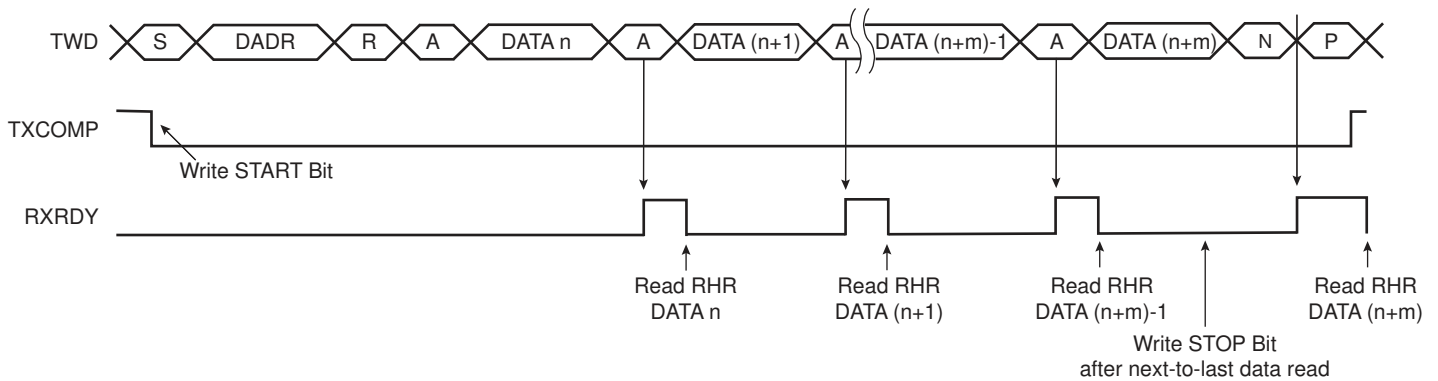 TWD S DADR R A DATA n A DATA (n+1) A DATA (n+m)-1 A DATA (n+m) N P
TXCOMP
Write START Bit
RXRDY
Read RHR
DATA n
Read RHR
DATA (n+1)
Read RHR
DATA (n+m)-1
Read RHR
DATA (n+m)
Write STOP Bit
after next-to-last data read